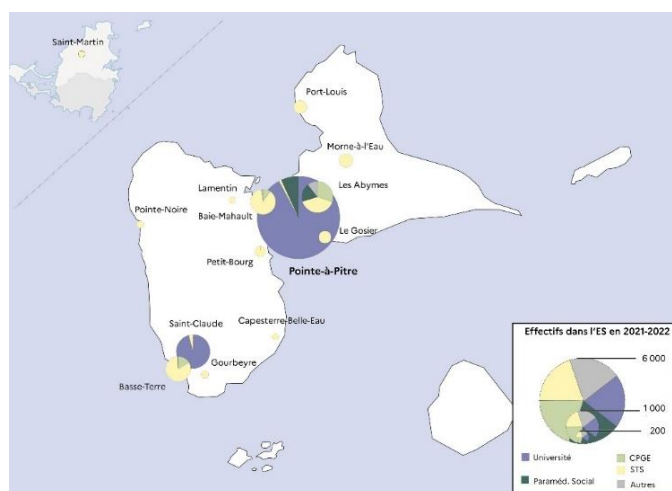 Saint-Martin
Port-Louis
Morne-à-l'Eau
Lamentin
Les Abymes
Pointe-Noire
Baie-Mahault
Le Gosier
Petit-Bourg
Pointe-à-Pitre
Saint-Claude
Capesterre-Belle-Eau
Gourbeyre
Basse-Terre
Effectifs dans l'ES en 2021-2022
6 000
1 000
200
Université
CPGE
STS
Paraméd. Social
Autres